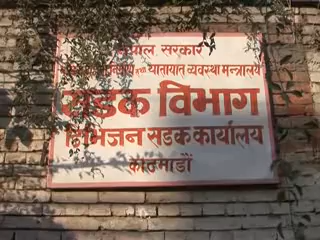 नेपाल सरकार
यातायात व्यवस्था मन्त्रालय
सडक विभाग
डिभिजन सडक कार्यालय
काठमाडौं